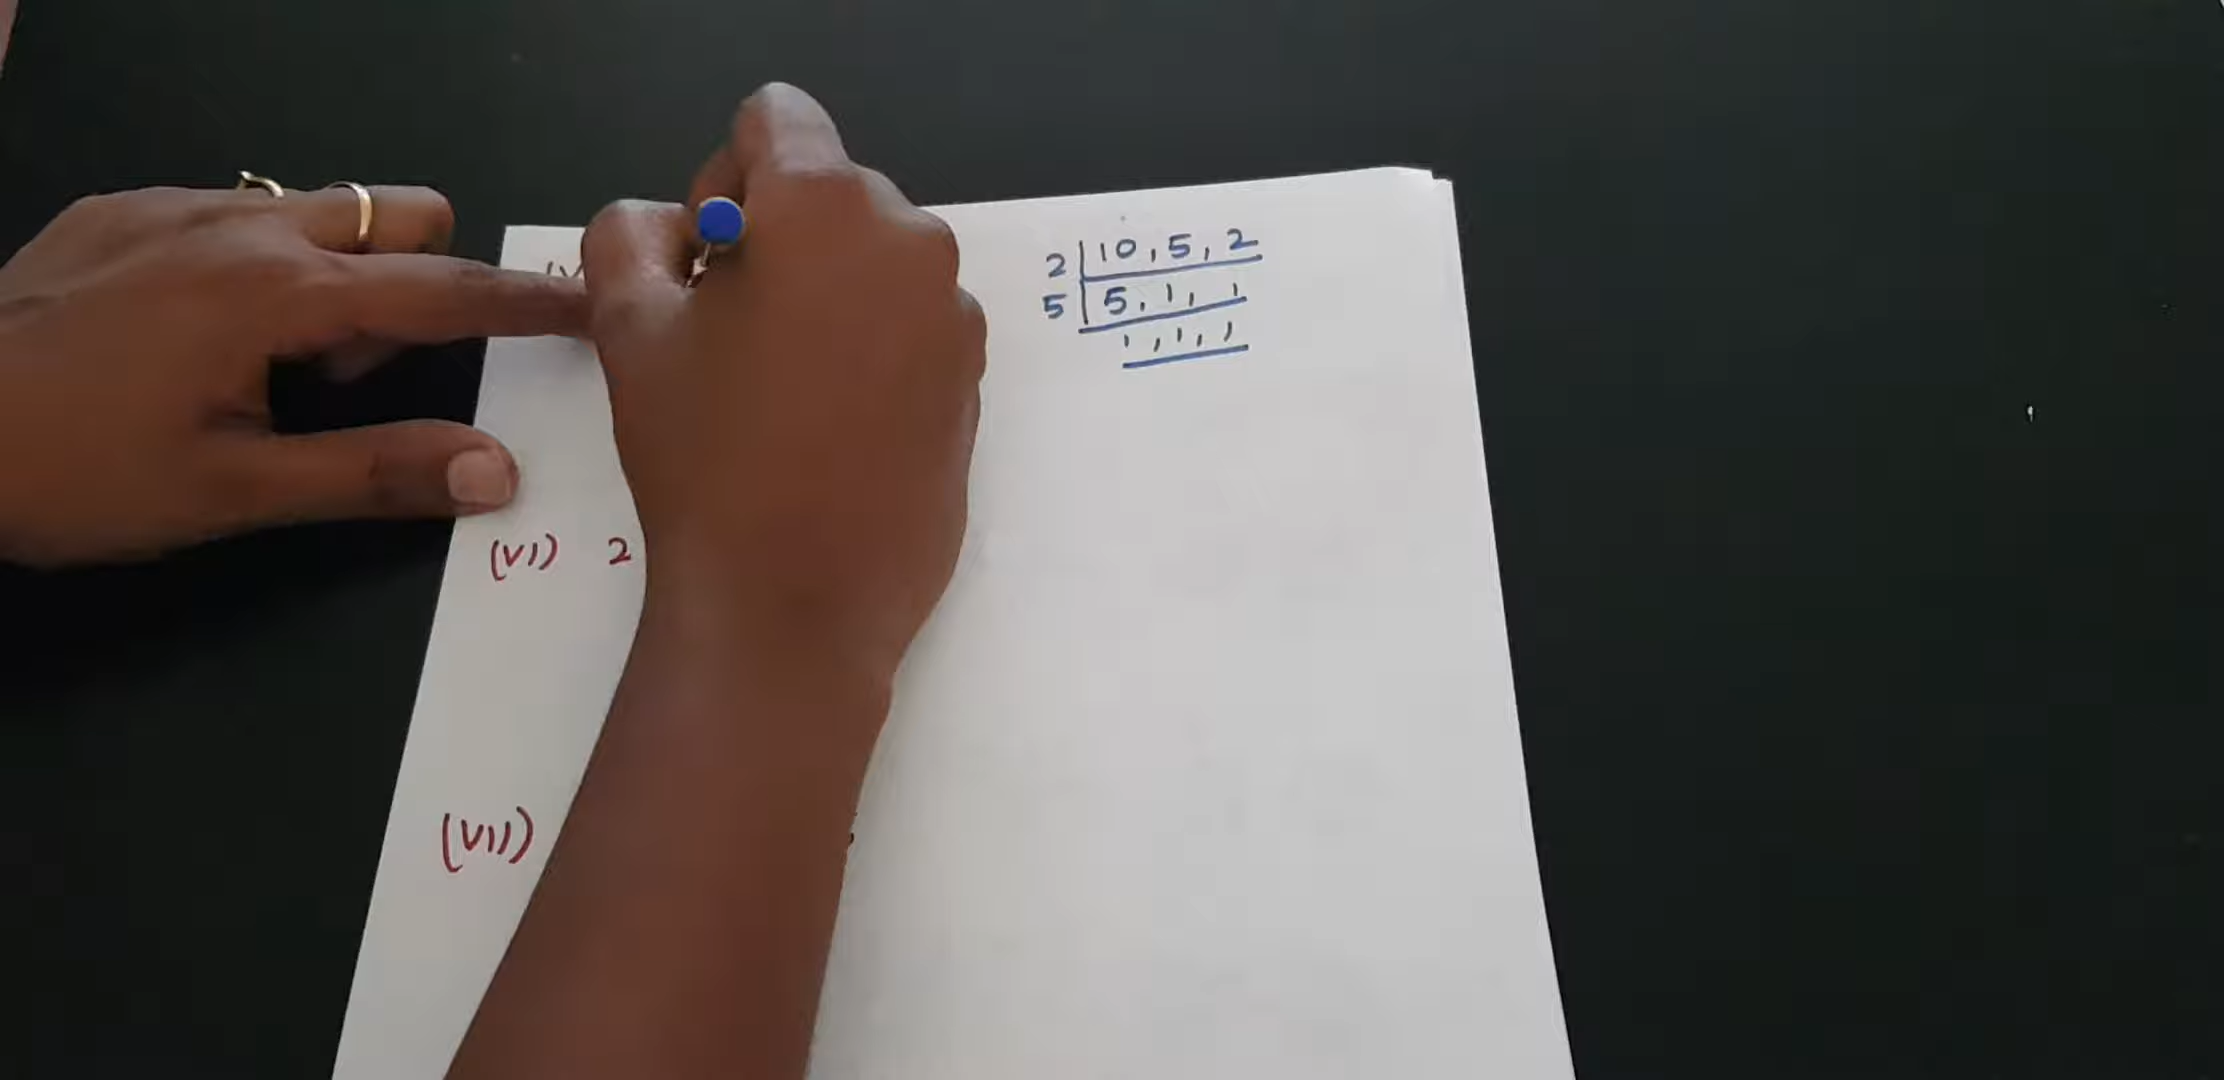 2 | 10, 5, 2
5 | 5, 1, 1
1, 1, 1
(VI) 2
(VII)